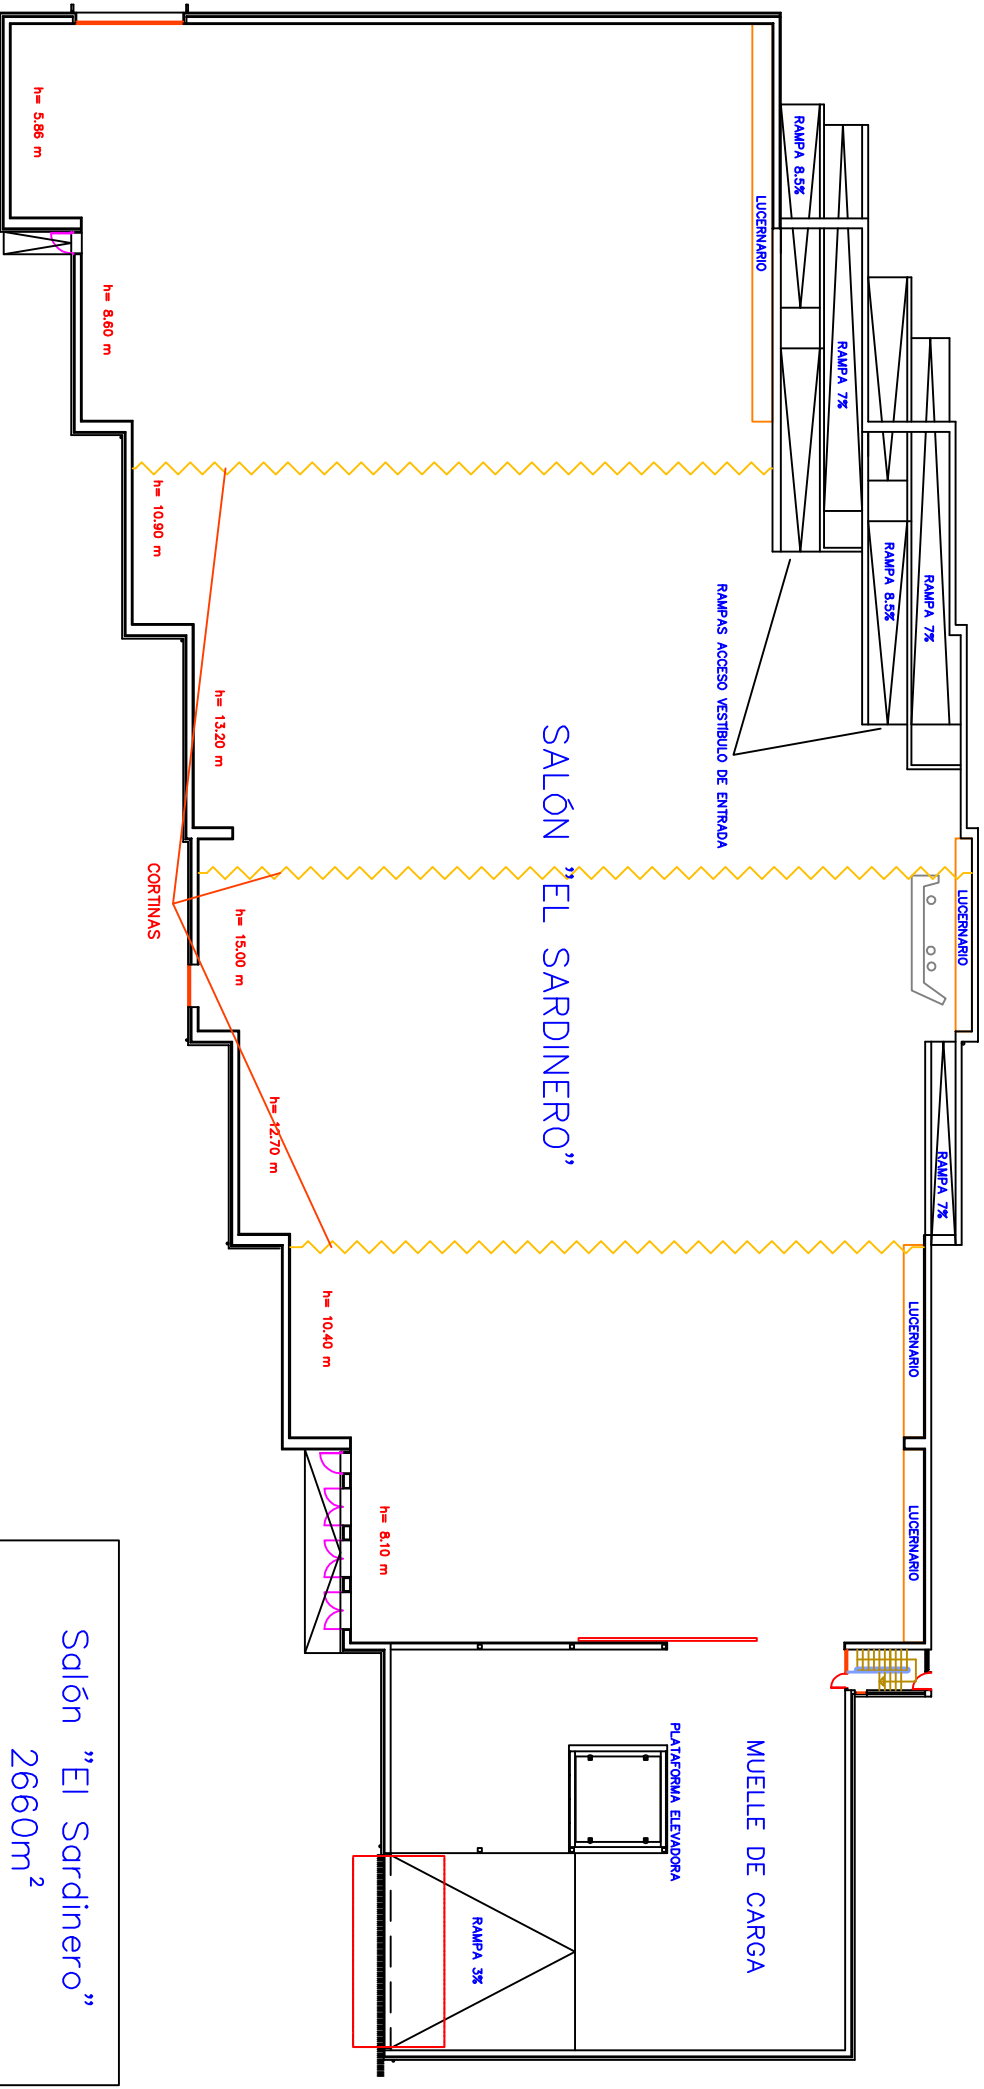 h= 5.86 m
h= 8.60 m
h= 10.90 m
h= 13.20 m
h= 15.00 m
h= 12.70 m
h= 10.40 m
h= 8.10 m
CORTINAS
SALÓN "EL SARDINERO"
RAMPAS ACCESO VESTÍBULO DE ENTRADA
LUCERNARIO
RAMPA 8.5%
RAMPA 7%
RAMPA 8.5%
RAMPA 7%
LUCERNARIO
RAMPA 7%
LUCERNARIO
LUCERNARIO
MUELLE DE CARGA
PLATAFORMA ELEVADORA
RAMPA 3%
Salón "El Sardinero"
2660m²